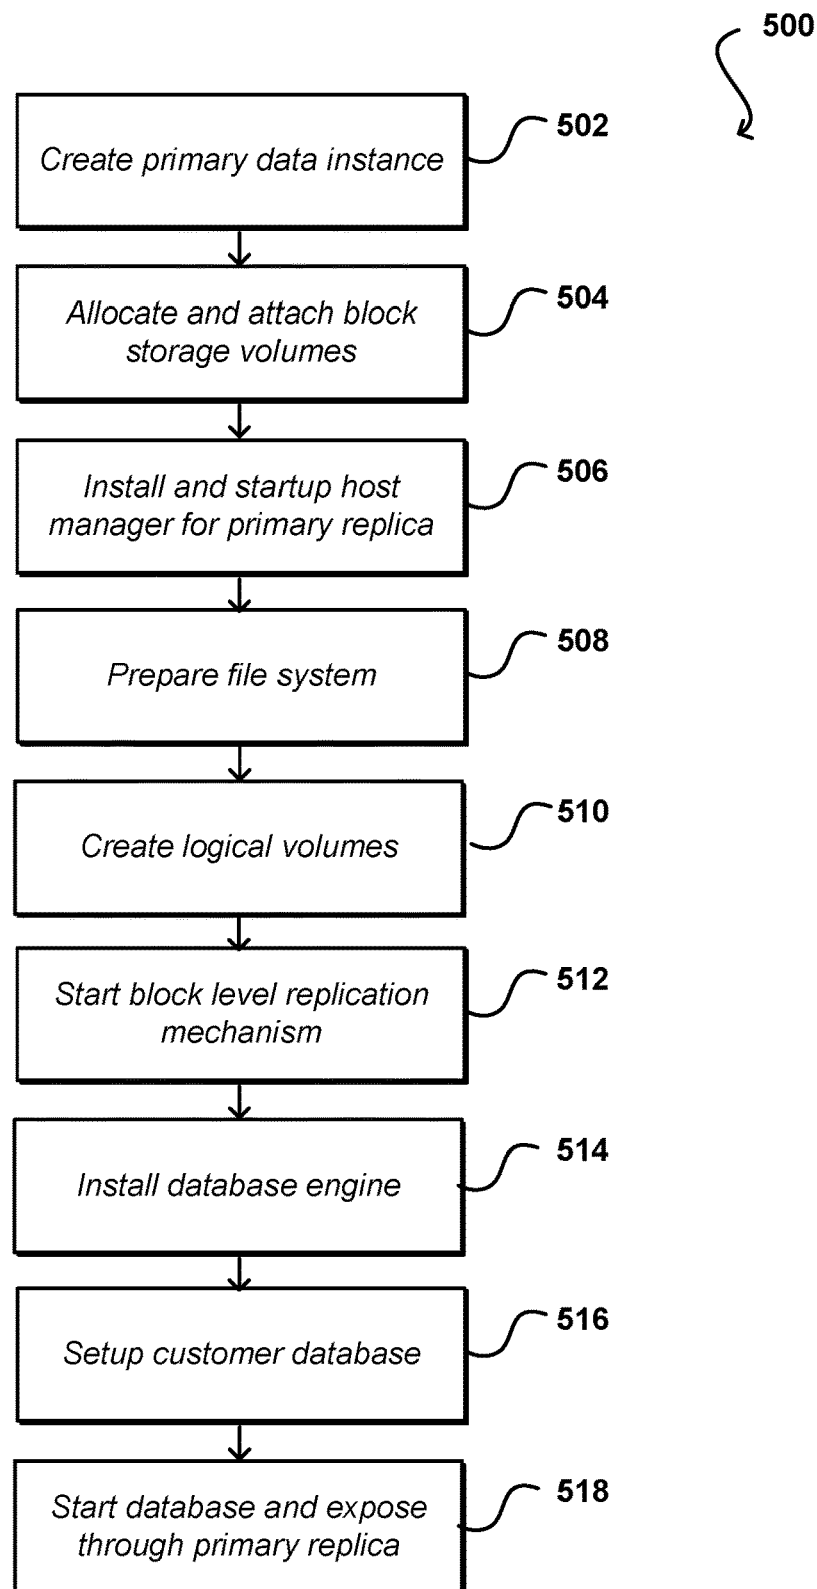 500
Create primary data instance
502
Allocate and attach block
storage volumes
504
Install and startup host
manager for primary replica
506
Prepare file system
508
Create logical volumes
510
Start block level replication
mechanism
512
Install database engine
514
Setup customer database
516
Start database and expose
through primary replica
518